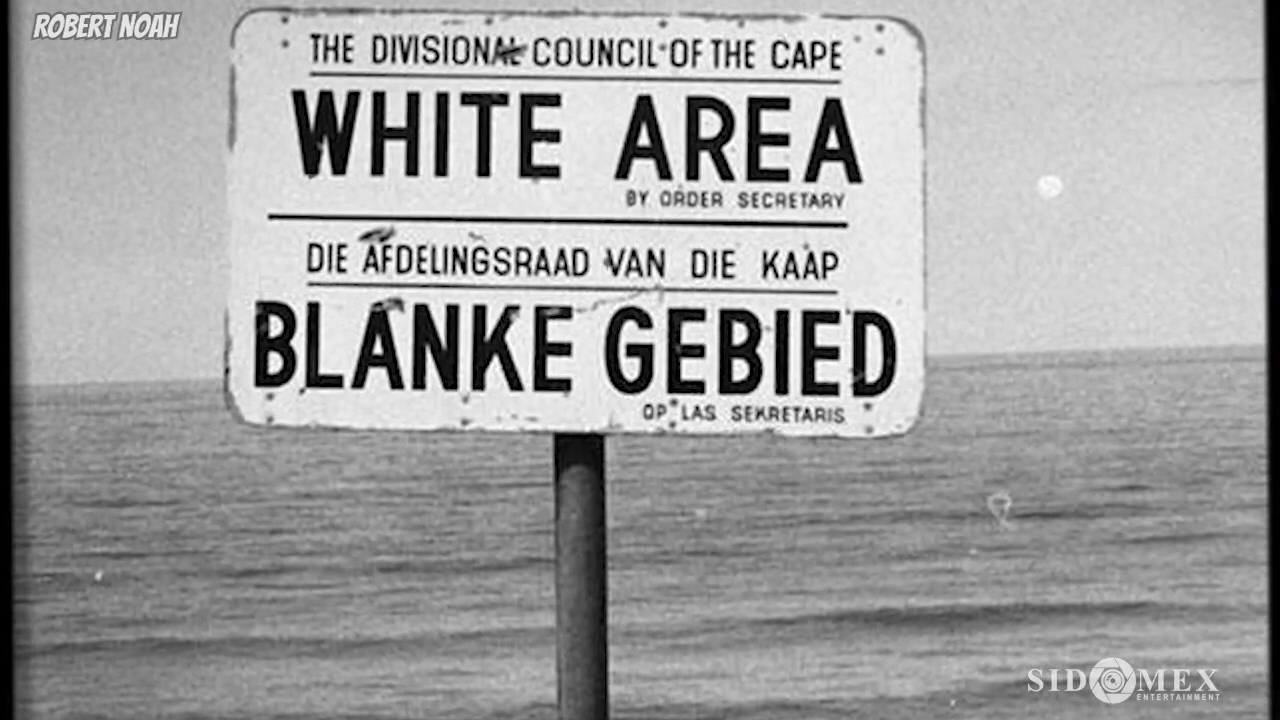 ROBERT NOAH
THE DIVISIONAL COUNCIL OF THE CAPE
WHITE AREA
BY ORDER SECRETARY
DIE AFDELINGSRAAD VAN DIE KAAP
BLANKE GEBIED
OP LAS SEKRETARIS
SIDOMEX
ENTERTAINMENT